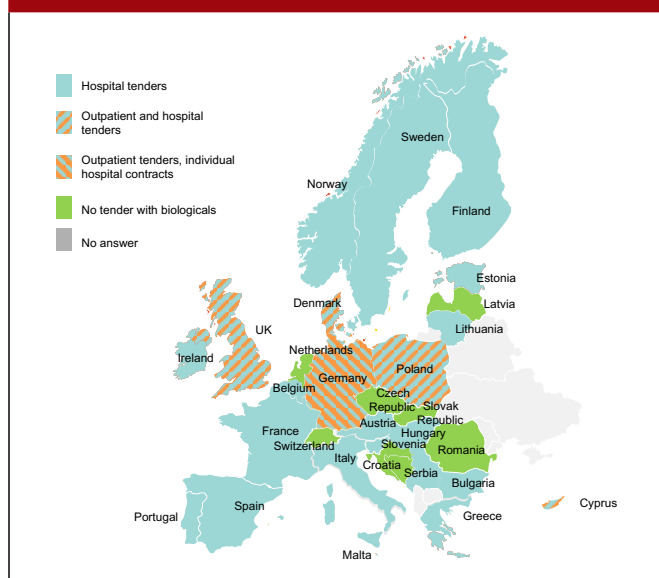 Hospital tenders
Outpatient and hospital
tenders
Outpatient tenders, individual
hospital contracts
No tender with biologicals
No answer
Sweden
Norway
Finland
Estonia
Denmark
Latvia
UK
Lithuania
Netherlands
Ireland
Germany
Poland
Belgium
Czech
Republic
Slovak
Republic
Austria
France
Hungary
Switzerland
Slovenia
Romania
Italy
Croatia
Serbia
Bulgaria
Spain
Cyprus
Portugal
Greece
Malta